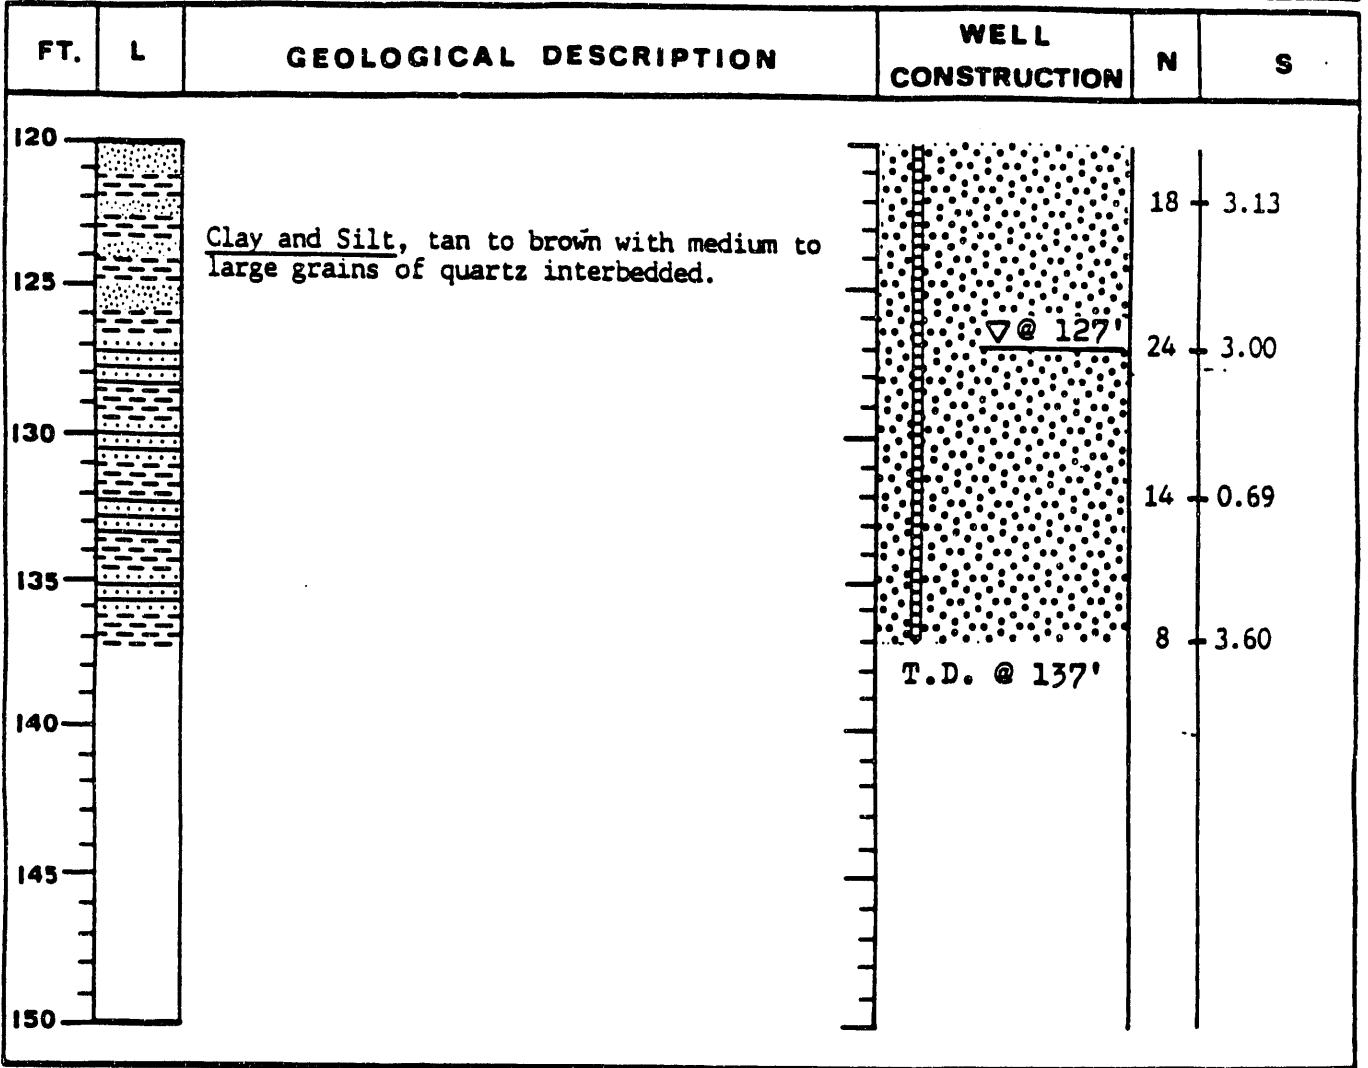 FT. L GEOLOGICAL DESCRIPTION WELL CONSTRUCTION N S
120
18 3.13
Clay and Silt, tan to brown with medium to
large grains of quartz interbedded.
125
▽ @ 127'
24 3.00
130
14 0.69
135
8 3.60
T.D. @ 137'
140
145
150